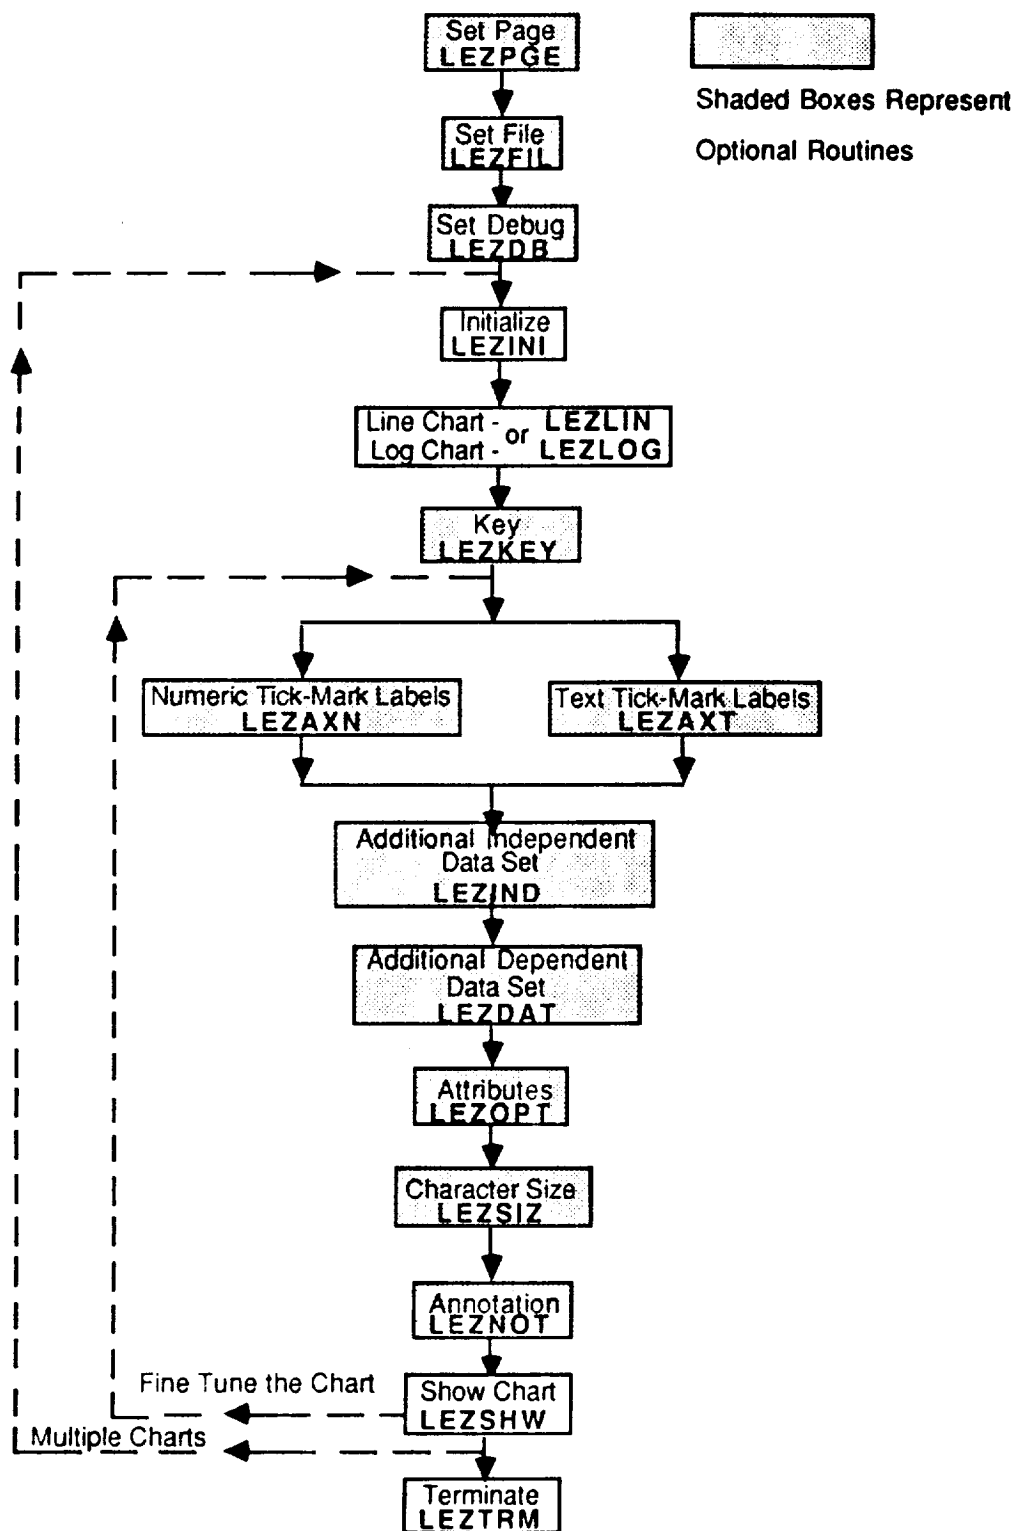 Set Page
LEZPGE
Shaded Boxes Represent
Optional Routines
Set File
LEZFIL
Set Debug
LEZDB
Initialize
LEZINI
Line Chart - or LEZLIN
Log Chart - LEZLOG
Key
LEZKEY
Numeric Tick-Mark Labels
LEZAXN
Text Tick-Mark Labels
LEZAXT
Additional Independent
Data Set
LEZIND
Additional Dependent
Data Set
LEZDAT
Attributes
LEZOPT
Character Size
LEZSIZ
Annotation
LEZNOT
Fine Tune the Chart
Show Chart
LEZSHW
Multiple Charts
Terminate
LEZTRM